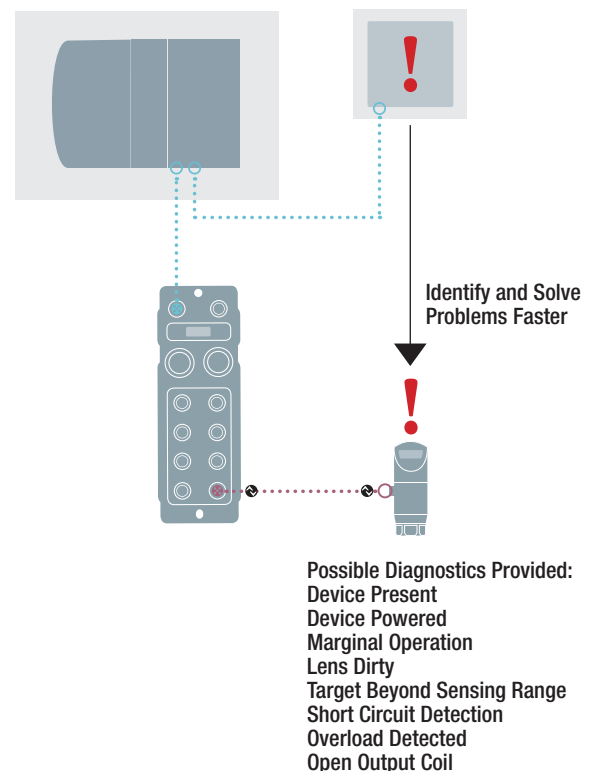 Identify and Solve
Problems Faster
Possible Diagnostics Provided:
Device Present
Device Powered
Marginal Operation
Lens Dirty
Target Beyond Sensing Range
Short Circuit Detection
Overload Detected
Open Output Coil